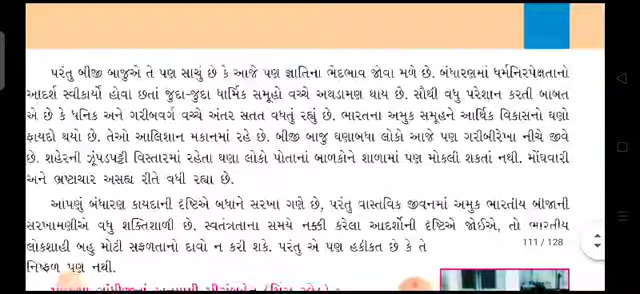 પરંતુ બીજી બાજુએ તે પણ સાચું છે કે આજે પણ જ્ઞાતિના ભેદભાવ જોવા મળે છે. બંધારણમાં ધર્મનિરપેક્ષતાનો
આદર્શ સ્વીકાર્યો હોવા છતાં જુદા-જુદા ધાર્મિક સમૂહો વચ્ચે અથડામણ થાય છે. સૌથી વધુ પરેશાન કરતી બાબત
એ છે કે ધનિક અને ગરીબવર્ગ વચ્ચે અંતર સતત વધતું રહ્યું છે. ભારતના અમુક સમૂહને આર્થિક વિકાસનો ઘણો
ફાયદો થયો છે. તેઓ આલિશાન મકાનમાં રહે છે. બીજી બાજુ ઘણાબધા લોકો આજે પણ ગરીબીરેખા નીચે જીવે
છે. શહેરની ઝૂંપડપટ્ટી વિસ્તારમાં રહેતા ઘણા લોકો પોતાનાં બાળકોને શાળામાં પણ મોકલી શકતાં નથી. મોંઘવારી
અને ભ્રષ્ટાચાર અસહ્ય રીતે વધી રહ્યા છે.
આપણું બંધારણ કાયદાની દૃષ્ટિએ બધાને સરખા ગણે છે, પરંતુ વાસ્તવિક જીવનમાં અમુક ભારતીય બીજાની
સરખામણીએ વધુ શક્તિશાળી છે. સ્વતંત્રતાના સમયે નક્કી કરેલા આદર્શોની દૃષ્ટિએ જોઈએ, તો ભારતીય
લોકશાહી બહુ મોટી સફળતાનો દાવો ન કરી શકે. પરંતુ એ પણ હકીકત છે કે તે
111 / 128
નિષ્ફળ પણ નથી.